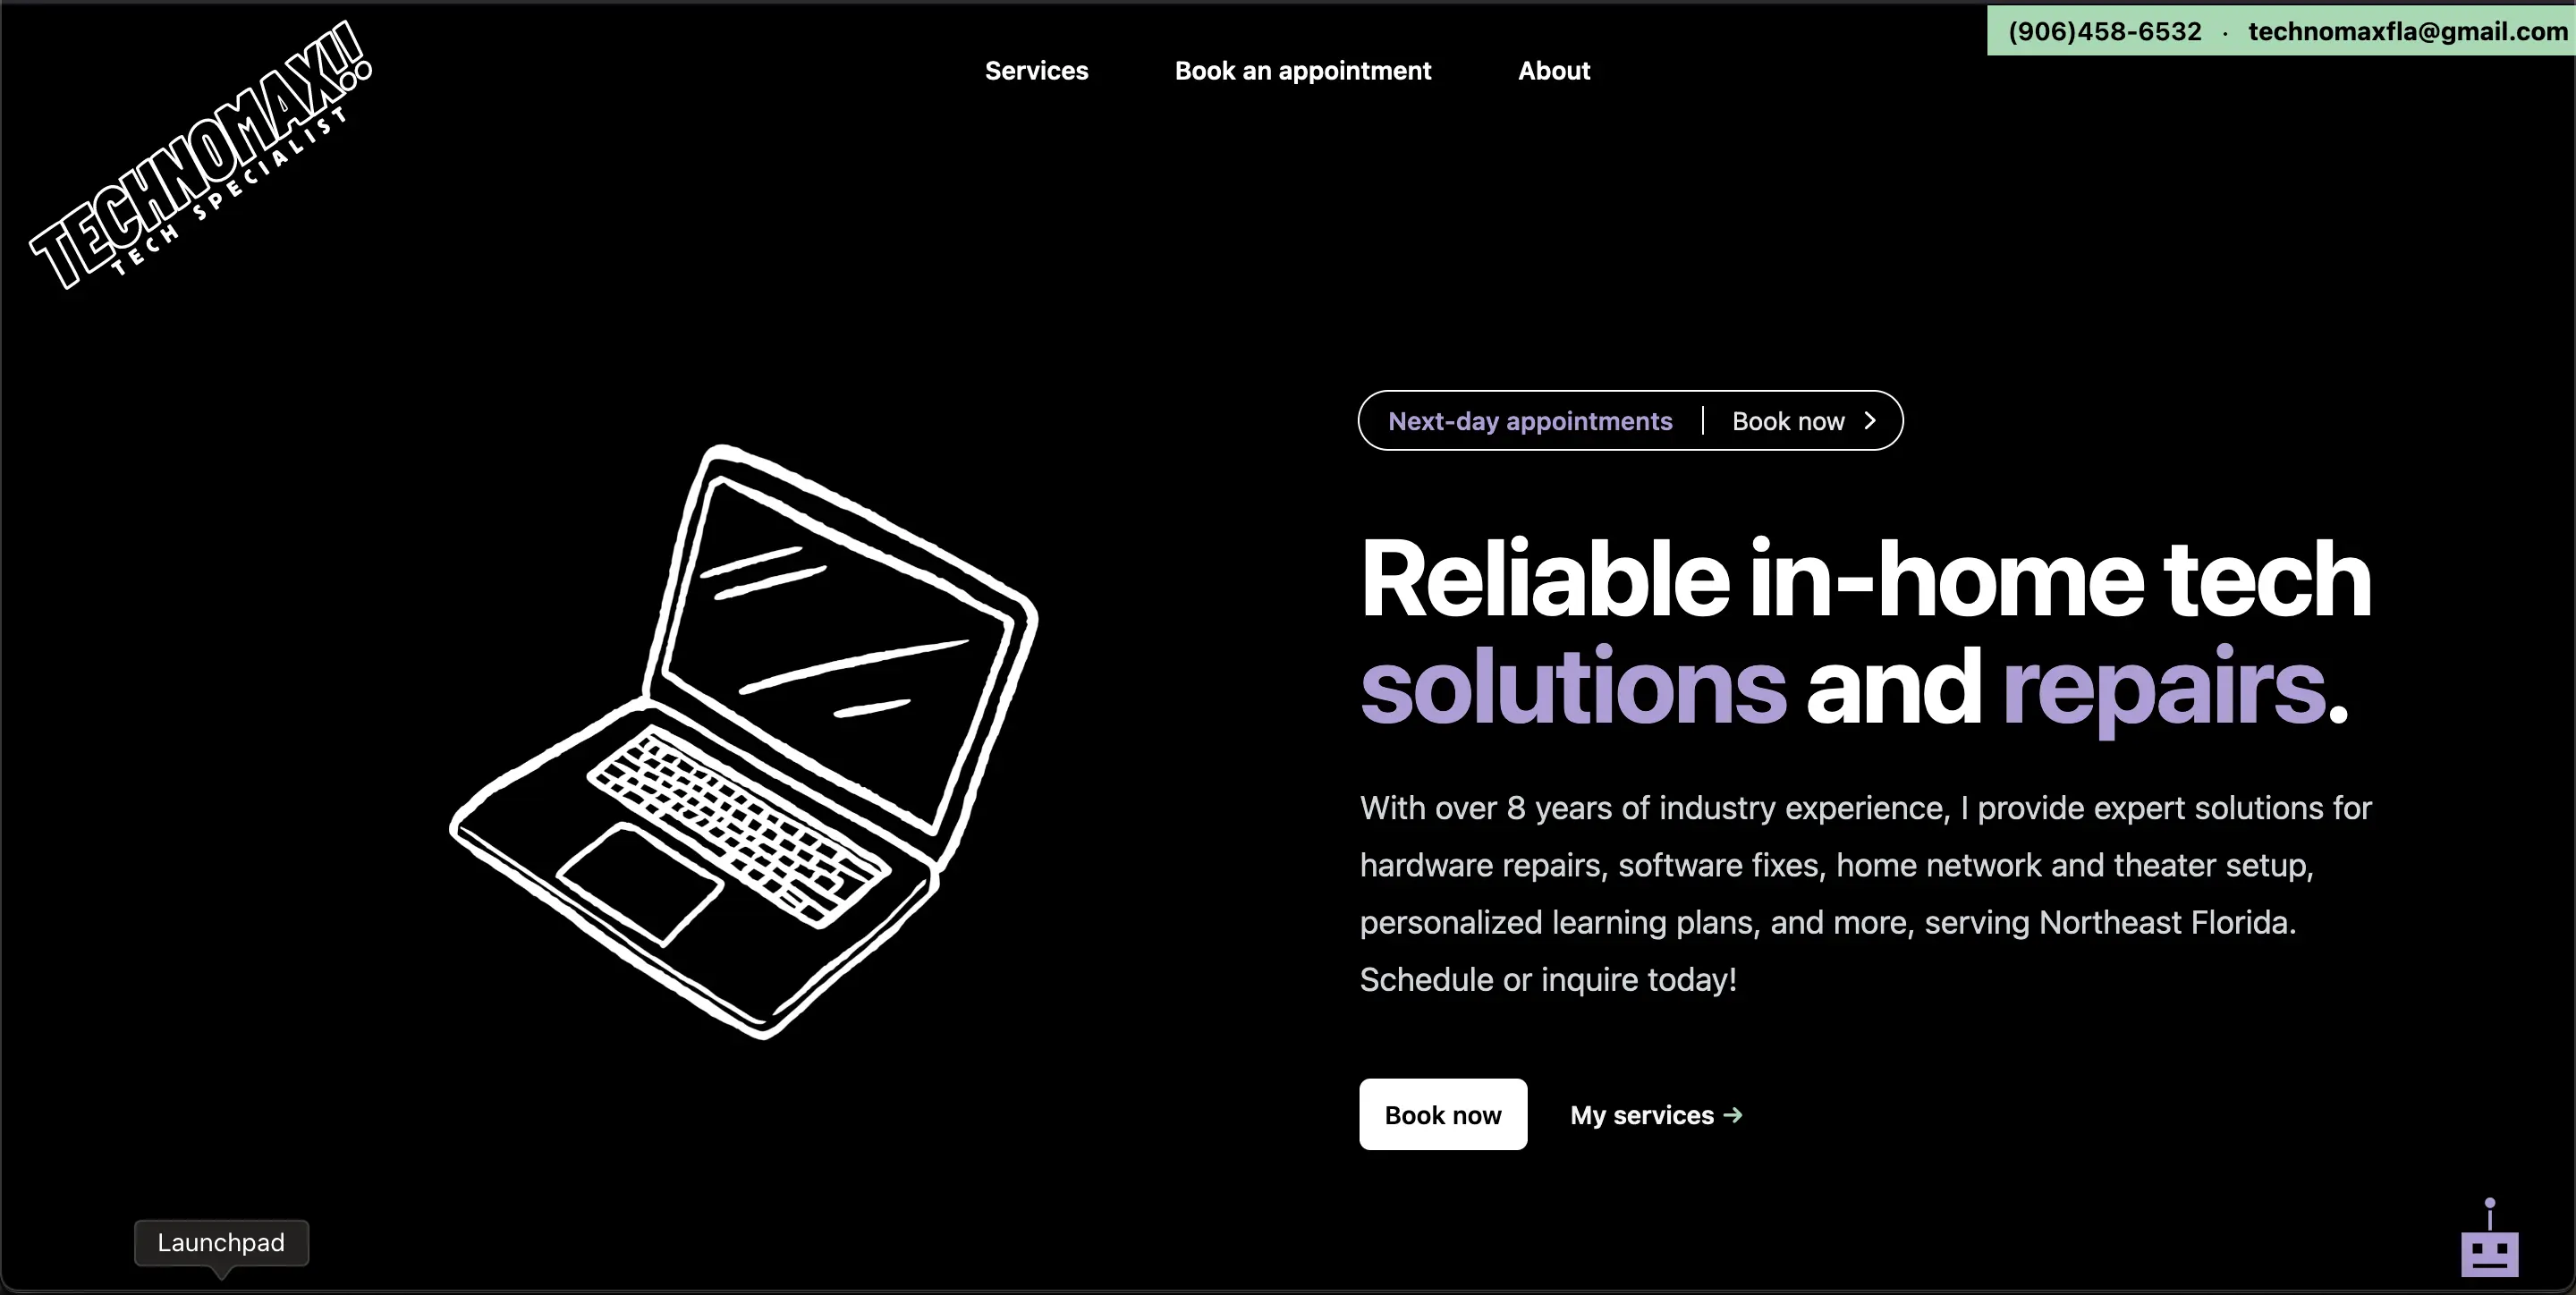 TECHNOMAX!!
TECH SPECIALIST
Services
Book an appointment
About
(906)458-6532 · technomaxfla@gmail.com
Next-day appointments | Book now >
Reliable in-home tech
solutions and repairs.
With over 8 years of industry experience, I provide expert solutions for
hardware repairs, software fixes, home network and theater setup,
personalized learning plans, and more, serving Northeast Florida.
Schedule or inquire today!
Book now
My services →
Launchpad